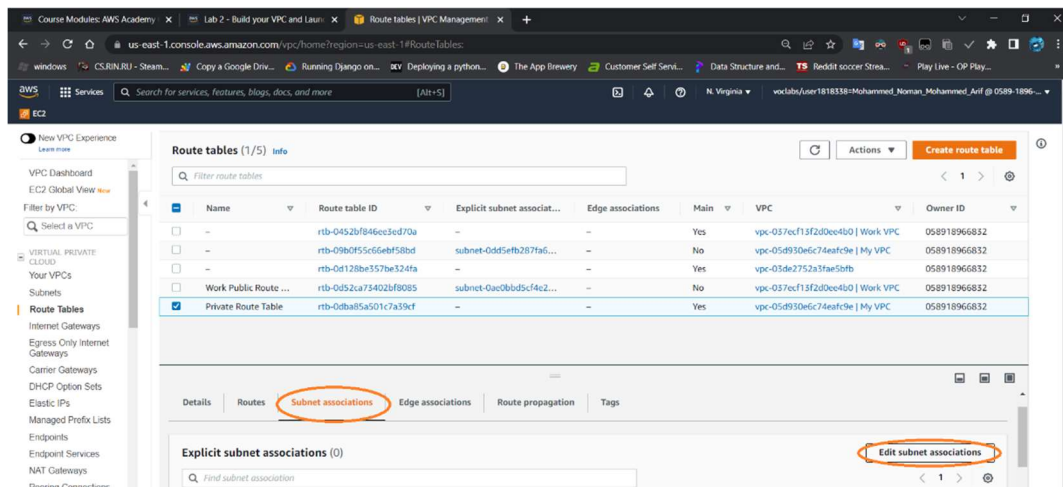 Course Modules: AWS Academy
Lab 2 - Build your VPC and Laun
Route tables | VPC Management
us-east-1.console.aws.amazon.com/vpc/home?region=us-east-1#RouteTables:
windows
CS.RIN.RU - Steam...
Copy a Google Driv...
Running Django on...
DEV
Deploying a python...
The App Brewery
Customer Self Servi...
Data Structure and...
TS
Reddit soccer Strea...
Play Live - OP Play...
»
aws
Services
Search for services, features, blogs, docs, and more
[Alt+S]
N. Virginia
voclabs/user1818338=Mohammed_Noman_Mohammed_Arif @ 0589-1896-...
EC2
New VPC Experience
Learn more
VPC Dashboard
EC2 Global View New
Filter by VPC:
Select a VPC
VIRTUAL PRIVATE
CLOUD
Your VPCs
Subnets
Route Tables
Internet Gateways
Egress Only Internet
Gateways
Carrier Gateways
DHCP Option Sets
Elastic IPs
Managed Prefix Lists
Endpoints
Endpoint Services
NAT Gateways
Peering Connections
Route tables (1/5) Info
Actions
Create route table
Filter route tables
< 1 >
Name Route table ID Explicit subnet associat... Edge associations Main VPC Owner ID
– rtb-0452bf846ee3ed70a – – Yes vpc-037ecf13f2d0ee4b0 | Work VPC 058918966832
– rtb-09b0f55c66ebf58bd subnet-0dd5efb287fa6... – No vpc-05d930e6c74eafc9e | My VPC 058918966832
– rtb-0d128be357be324fa – – Yes vpc-03de2752a3fae5bfb 058918966832
Work Public Route ... rtb-0d52ca73402bf8085 subnet-0ae0bbd5cf4e2... – No vpc-037ecf13f2d0ee4b0 | Work VPC 058918966832
Private Route Table rtb-0dba85a501c7a39cf – – Yes vpc-05d930e6c74eafc9e | My VPC 058918966832
Details Routes Subnet associations Edge associations Route propagation Tags
Explicit subnet associations (0)
Edit subnet associations
Find subnet association
< 1 >